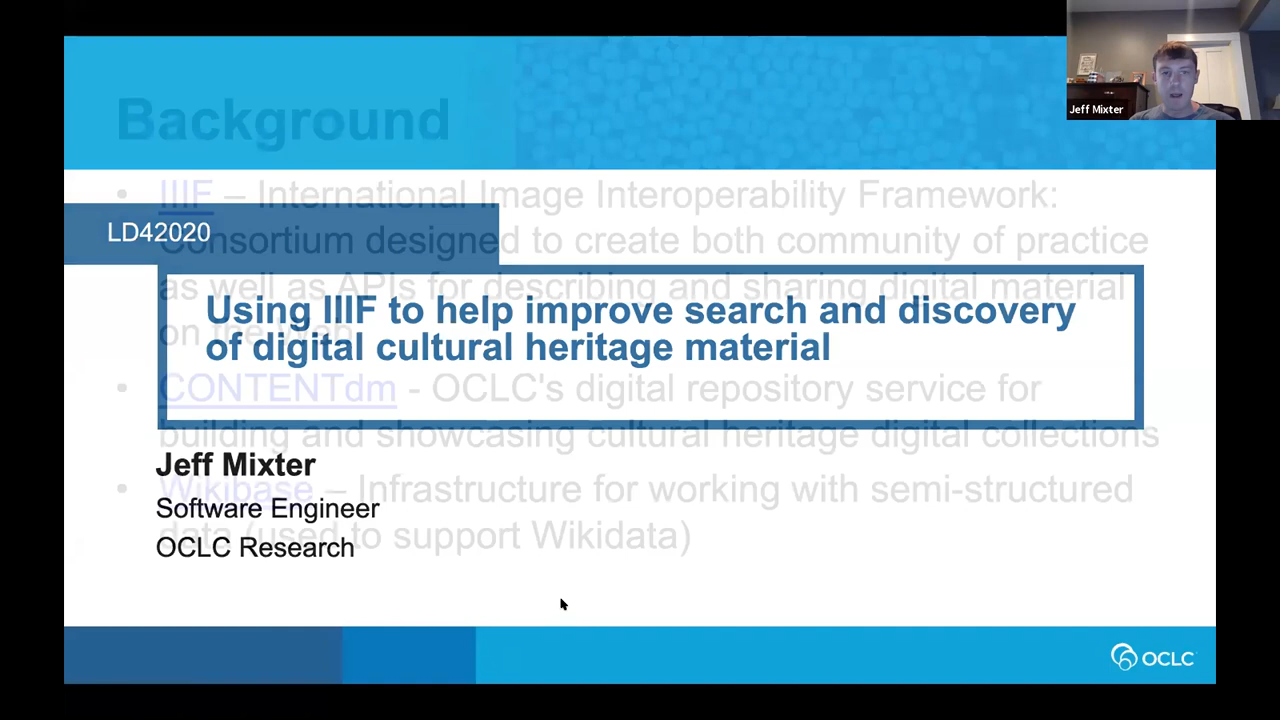 Jeff Mixter
Background
• IIIF – International Image Interoperability Framework:
Consortium designed to create both community of practice
as well as APIs for describing and sharing digital material
on the Web
• CONTENTdm - OCLC's digital repository service for
building and showcasing cultural heritage digital collections
• Wikibase – Infrastructure for working with semi-structured
data (used to support Wikidata)
LD42020
Using IIIF to help improve search and discovery
of digital cultural heritage material
Jeff Mixter
Software Engineer
OCLC Research
OCLC